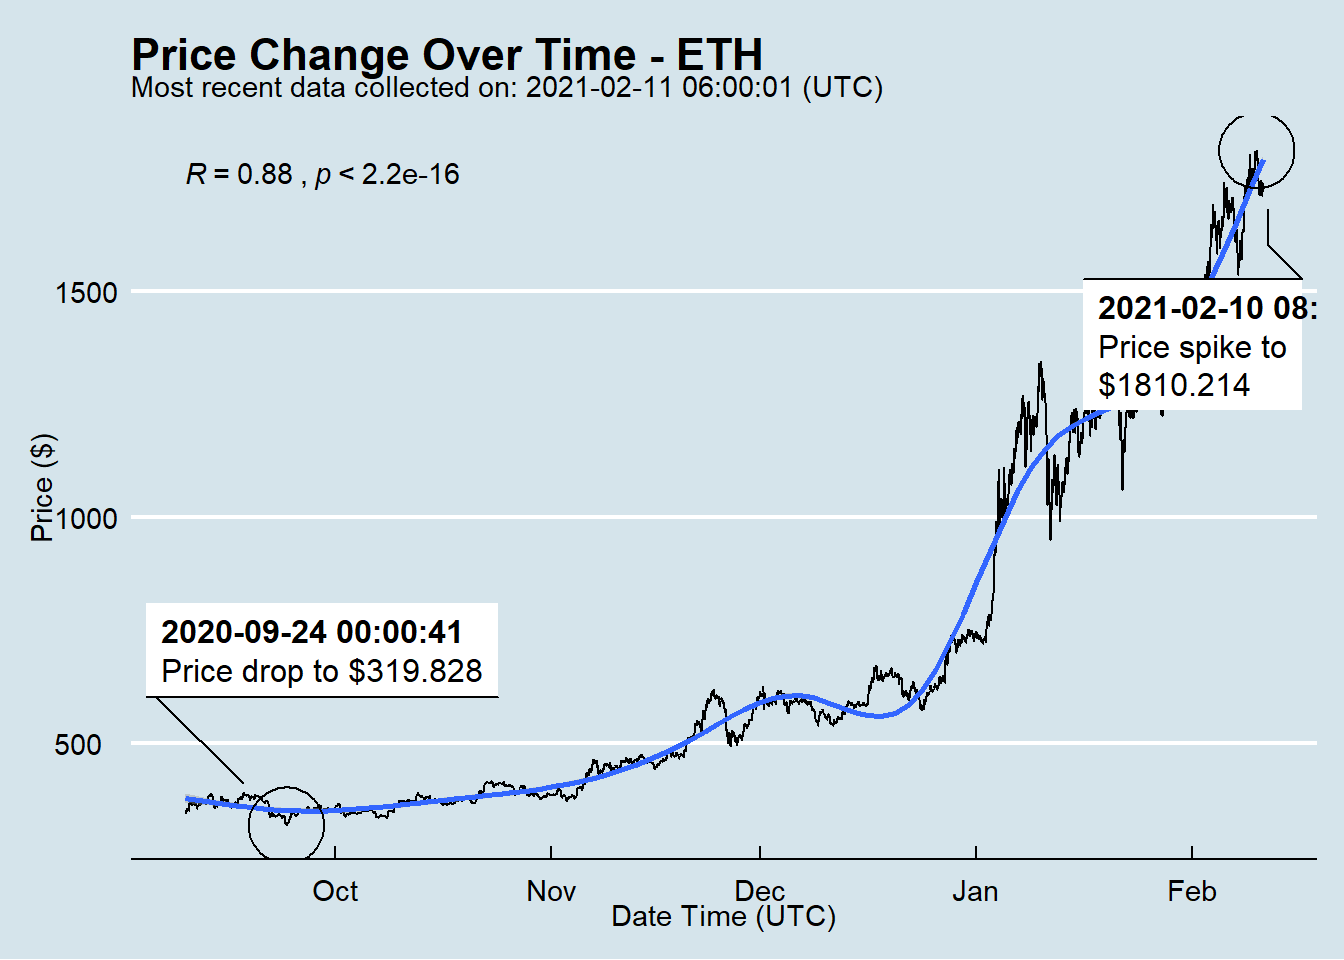 Price Change Over Time - ETH
Most recent data collected on: 2021-02-11 06:00:01 (UTC)
R = 0.88 , p < 2.2e-16
1500
2021-02-10 08:
Price spike to
$1810.214
Price ($)
1000
2020-09-24 00:00:41
Price drop to $319.828
500
Oct Nov Dec Jan Feb
Date Time (UTC)